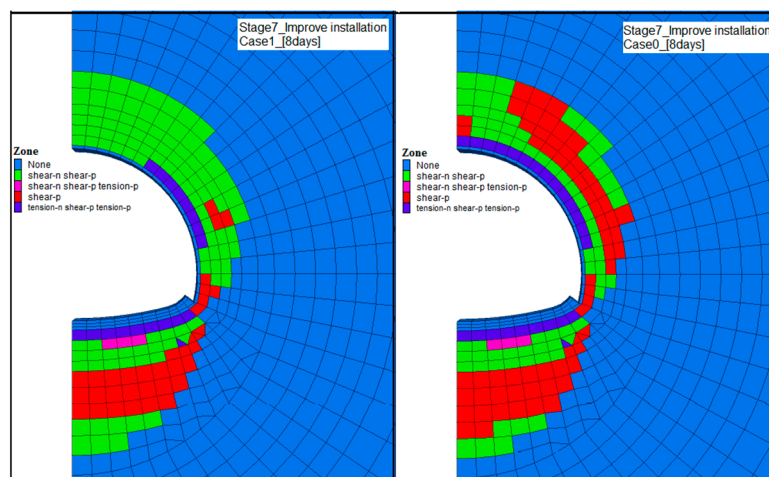 Stage7_Improve installation
Case1_[8days]
Zone
None
shear-n shear-p
shear-n shear-p tension-p
shear-p
tension-n shear-p tension-p
Stage7_Improve installation
Case0_[8days]
Zone
None
shear-n shear-p
shear-n shear-p tension-p
shear-p
tension-n shear-p tension-p